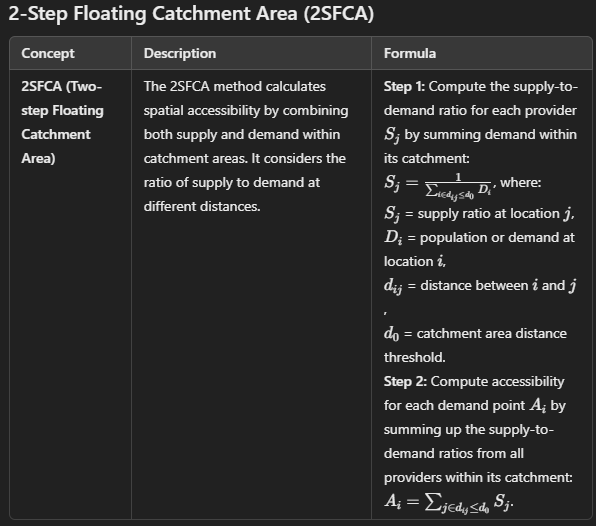 2-Step Floating Catchment Area (2SFCA)
Concept
Description
Formula
2SFCA (Two-
step Floating
Catchment
Area)
The 2SFCA method calculates
spatial accessibility by combining
both supply and demand within
catchment areas. It considers the
ratio of supply to demand at
different distances.
Step 1: Compute the supply-to-
demand ratio for each provider
S_j by summing demand within
its catchment:
S_j = \frac{1}{\sum_{i \in d_{ij} \leq d_0} D_i}, where:
S_j = supply ratio at location j,
D_i = population or demand at
location i,
d_{ij} = distance between i and j
,
d_0 = catchment area distance
threshold.
Step 2: Compute accessibility
for each demand point A_i by
summing up the supply-to-
demand ratios from all
providers within its catchment:
A_i = \sum_{j \in d_{ij} \leq d_0} S_j.